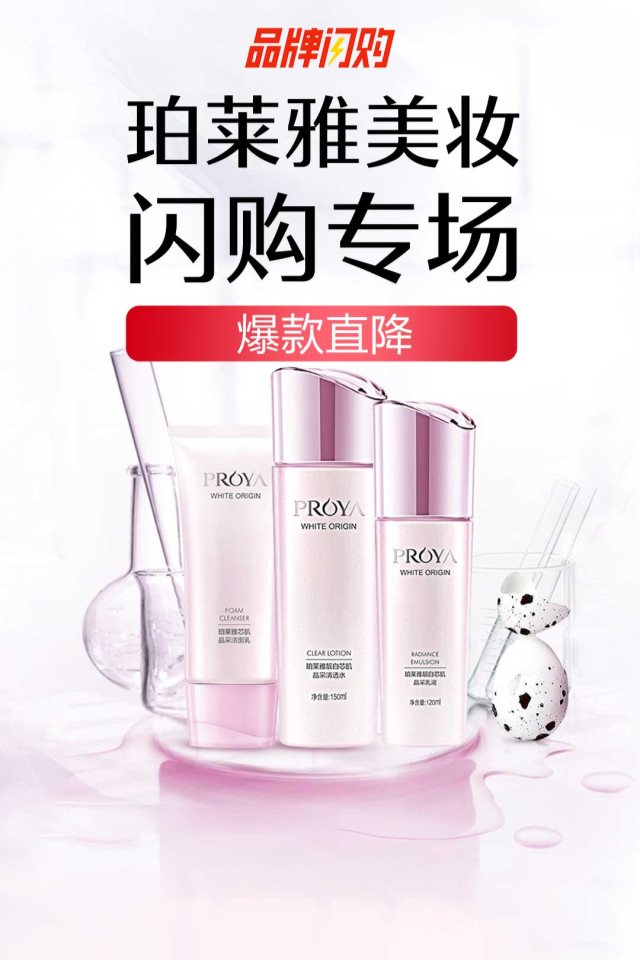 品牌闪购
珀莱雅美妆
闪购专场
爆款直降
PROYA
WHITE ORIGIN
FOAM
CLEANSER
珀莱雅芯肌
晶采洁面乳
PROYA
WHITE ORIGIN
CLEAR LOTION
珀莱雅靓白芯肌
晶采清透水
净含量:150ml
PROYA
WHITE ORIGIN
RADIANCE
EMULSION
珀莱雅靓白芯肌
晶采乳液
净含量:120ml